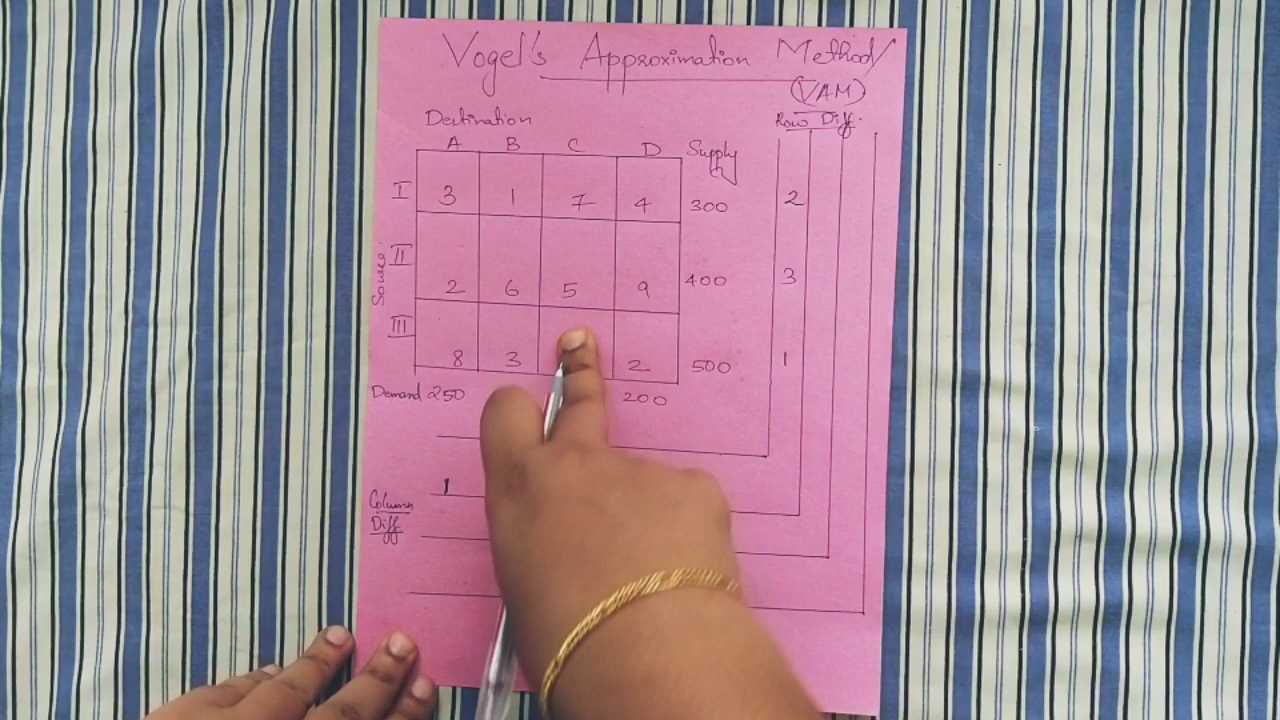 Vogel's Approximation Method
(VAM)
Destination
Row Diff.
A B C D Supply
I 3 1 7 4 300 2
Source
II 2 6 5 9 400 3
III 8 3 2 500 1
Demand 250 200
1
Column
Diff